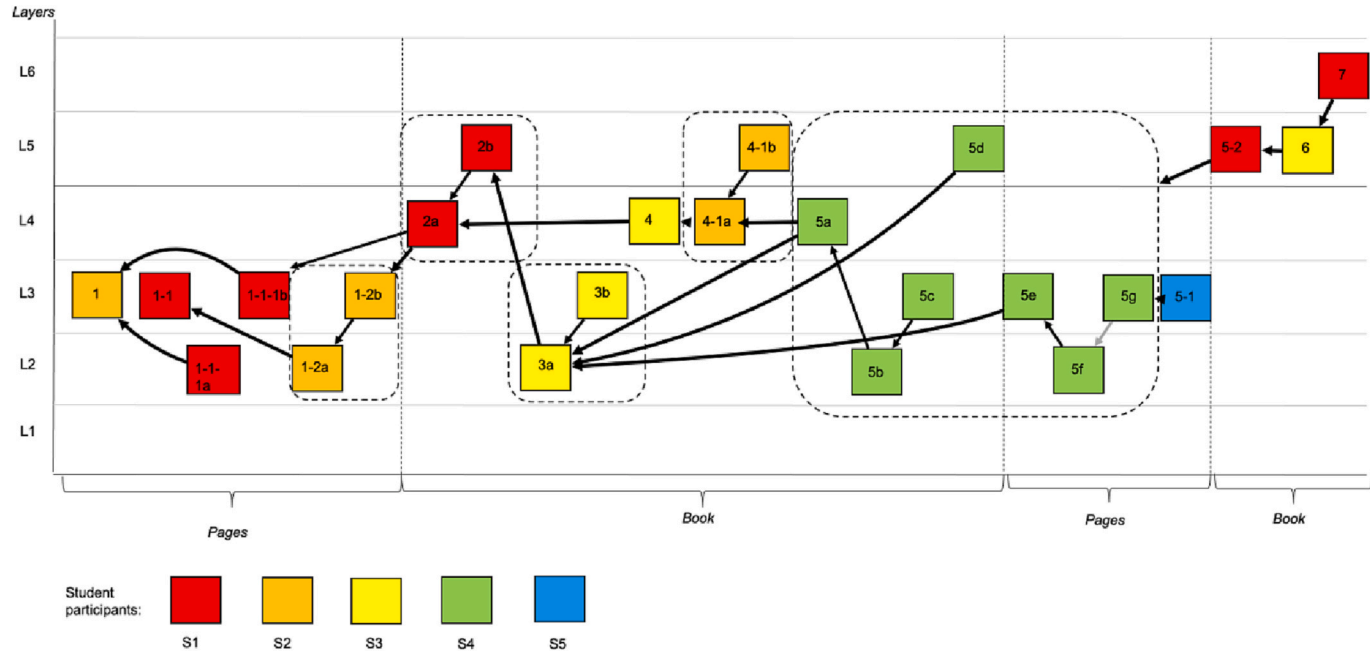 Layers
L6
7
L5
2b
4-1b
5d
5-2
6
L4
2a
4
4-1a
5a
L3
1
1-1
1-1-1b
1-2b
3b
5c
5e
5g
5-1
L2
1-1-
1a
1-2a
3a
5b
5f
L1
Pages
Book
Pages
Book
Student
participants:
S1
S2
S3
S4
S5